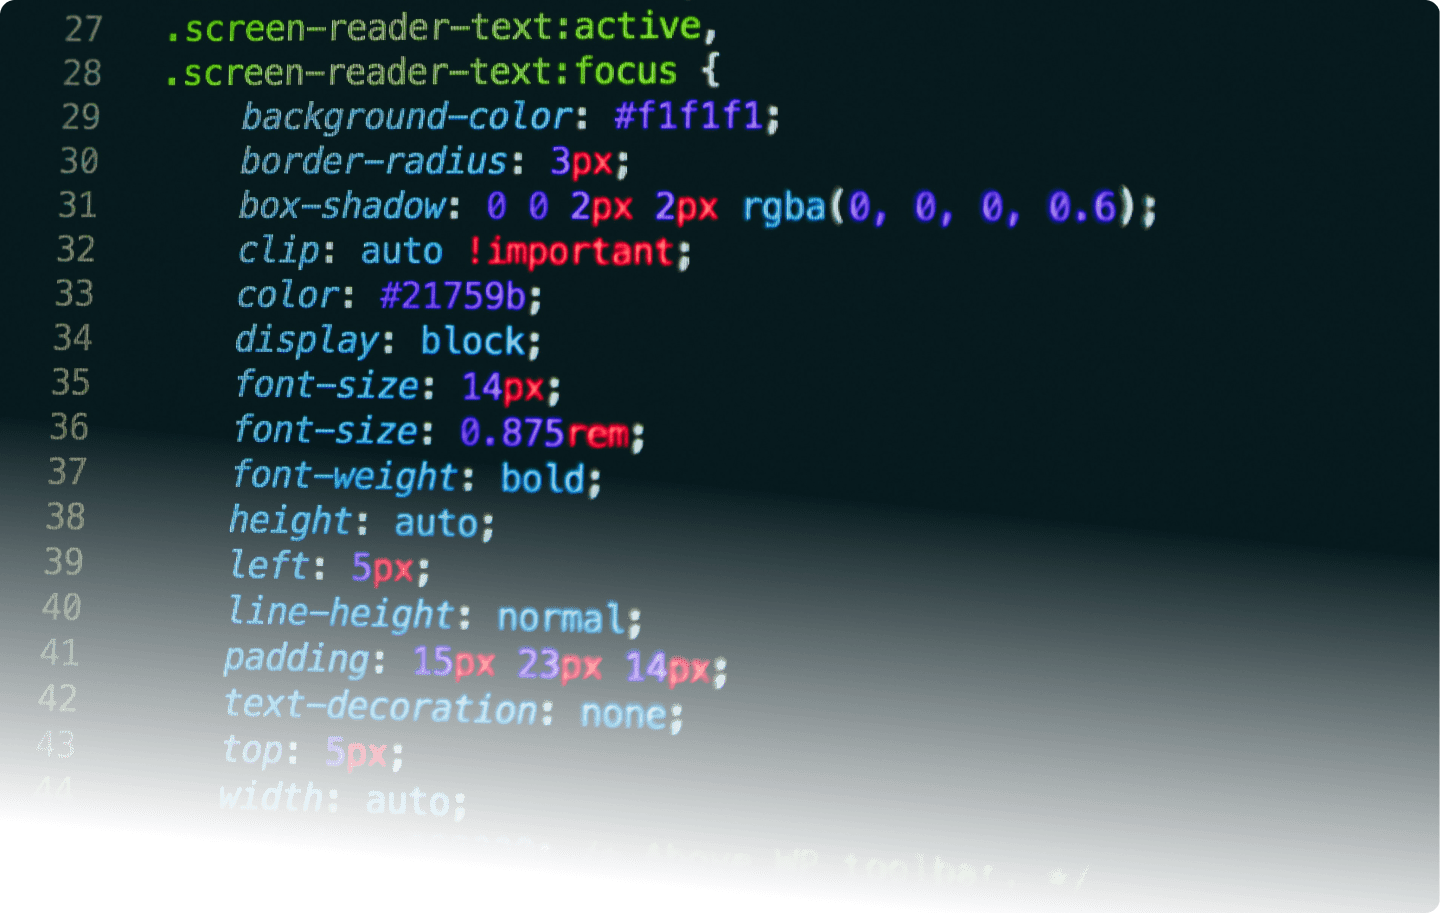 27 .screen-reader-text:active,
28 .screen-reader-text:focus {
29 background-color: #f1f1f1;
30 border-radius: 3px;
31 box-shadow: 0 0 2px 2px rgba(0, 0, 0, 0.6);
32 clip: auto !important;
33 color: #21759b;
34 display: block;
35 font-size: 14px;
36 font-size: 0.875rem;
37 font-weight: bold;
38 height: auto;
39 left: 5px;
40 line-height: normal;
41 padding: 15px 23px 14px;
42 text-decoration: none;
43 top: 5px;
44 width: auto;
/* Above WP toolbar. */